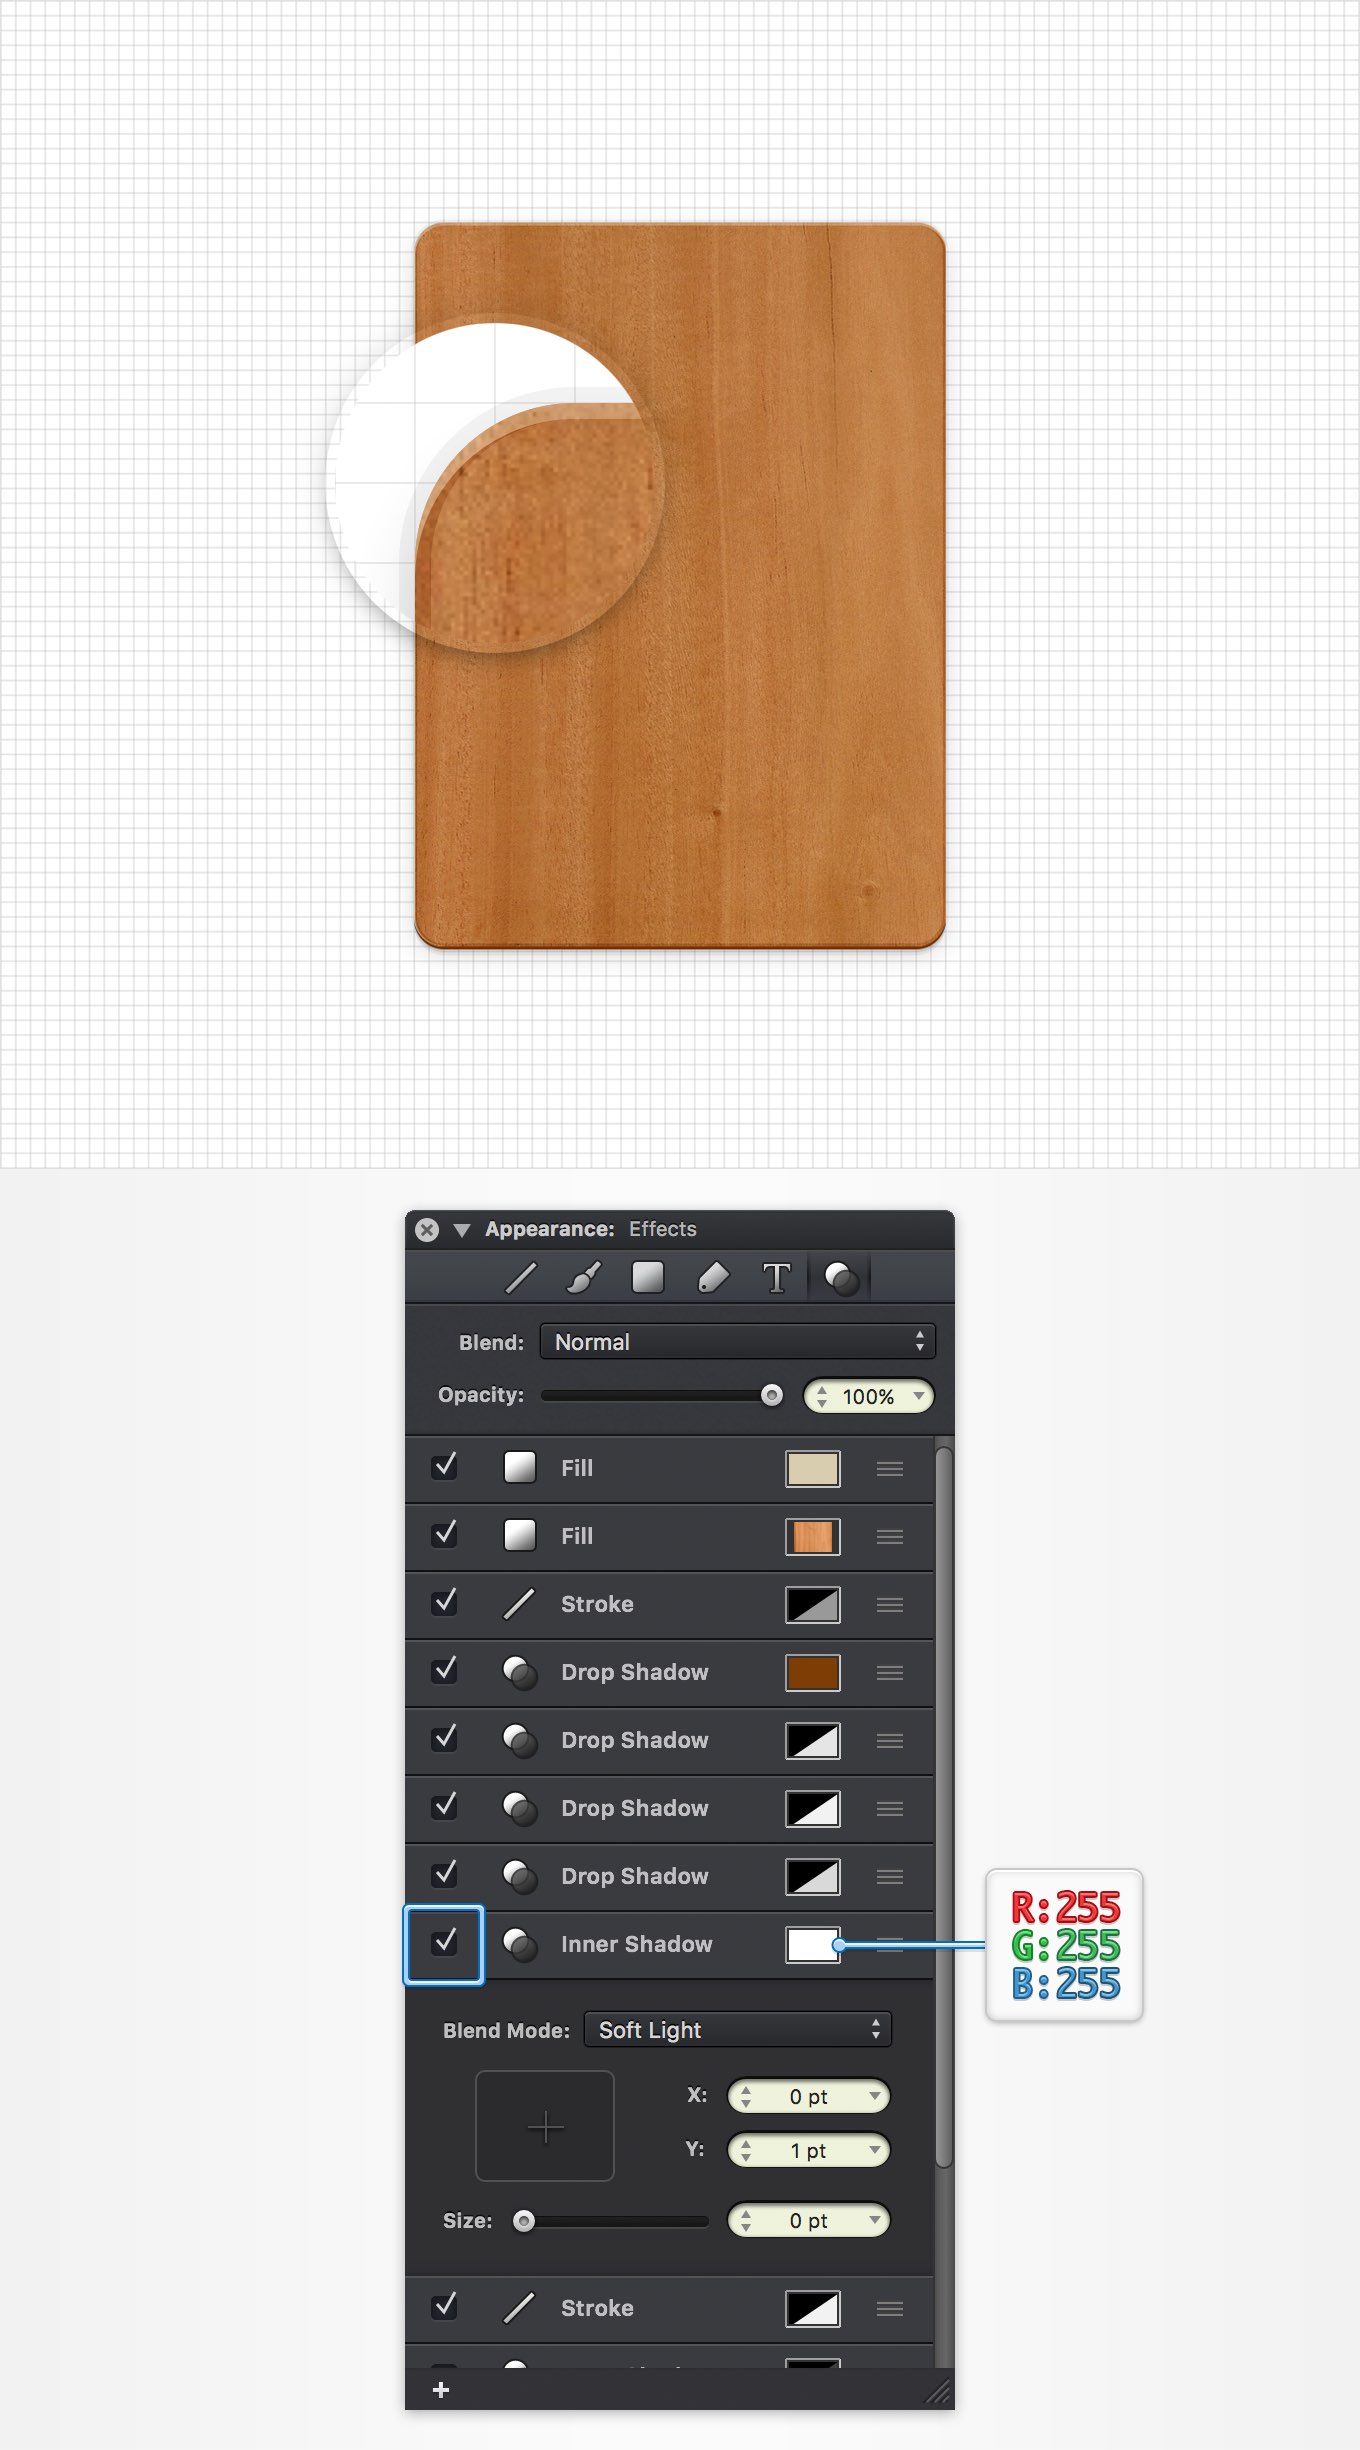 Appearance: Effects
T
Blend: Normal
Opacity: 100%
Fill
Fill
Stroke
Drop Shadow
Drop Shadow
Drop Shadow
Drop Shadow
Inner Shadow
R:255
G:255
B:255
Blend Mode: Soft Light
X: 0 pt
Y: 1 pt
Size: 0 pt
Stroke